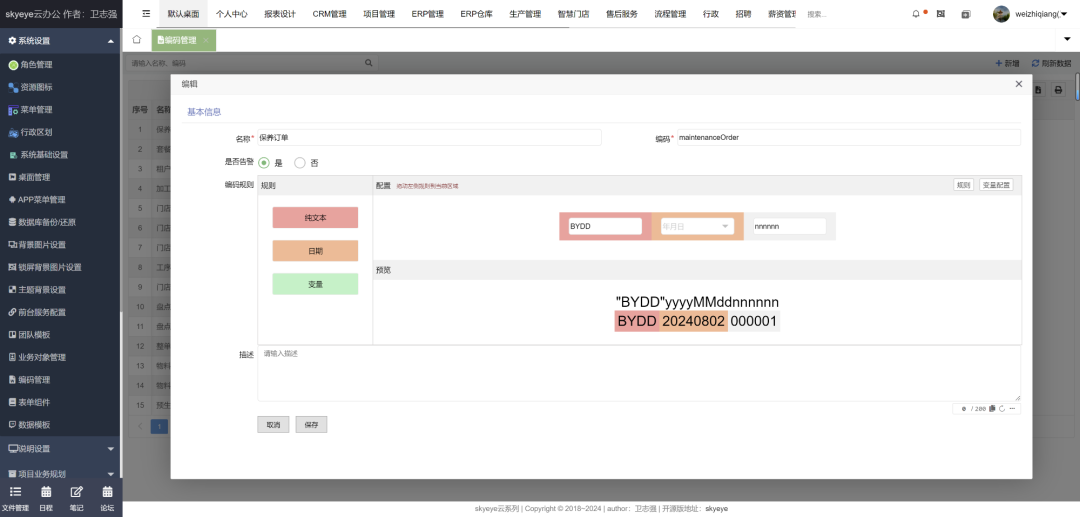 skyeye云办公 作者：卫志强
默认桌面 个人中心 报表设计 CRM管理 项目管理 ERP管理 ERP仓库 生产管理 智慧门店 售后服务 流程管理 行政 招聘 薪资管理 搜索... weizhiqiang(
系统设置
编码管理
角色管理
请输入名称、编码
新增 刷新数据
资源图标
编辑
菜单管理
基本信息
序号 名称
行政区划
名称* 保养订单
编码* maintenanceOrder
1 保养
系统基础设置
是否告警 是 否
2
桌面管理
编码规则 规则 配置 拖动左侧规则到当前区域 规则 变量配置
3 租户
APP菜单管理
4 加工
纯文本
5 门店
数据库备份/还原
BYDD 年月日 nnnnnn
6 门店
背景图片设置
日期
7 门店
锁屏背景图片设置
预览
8 工序
变量
主题背景设置
9 门店
"BYDD"yyyyMMddnnnnnn
前台服务配置
10 盘点
BYDD 20240802 000001
团队模板
11 盘点
12 整单
业务对象管理
描述 请输入描述
13 物料
编码管理
14 物料
表单组件
15 预生
0 / 200
数据模板
1
取消 保存
说明设置
项目业务规划
文件管理 日程 笔记 论坛
skyeye云系列 | Copyright © 2018~2024 | author：卫志强 | 开源版地址：skyeye